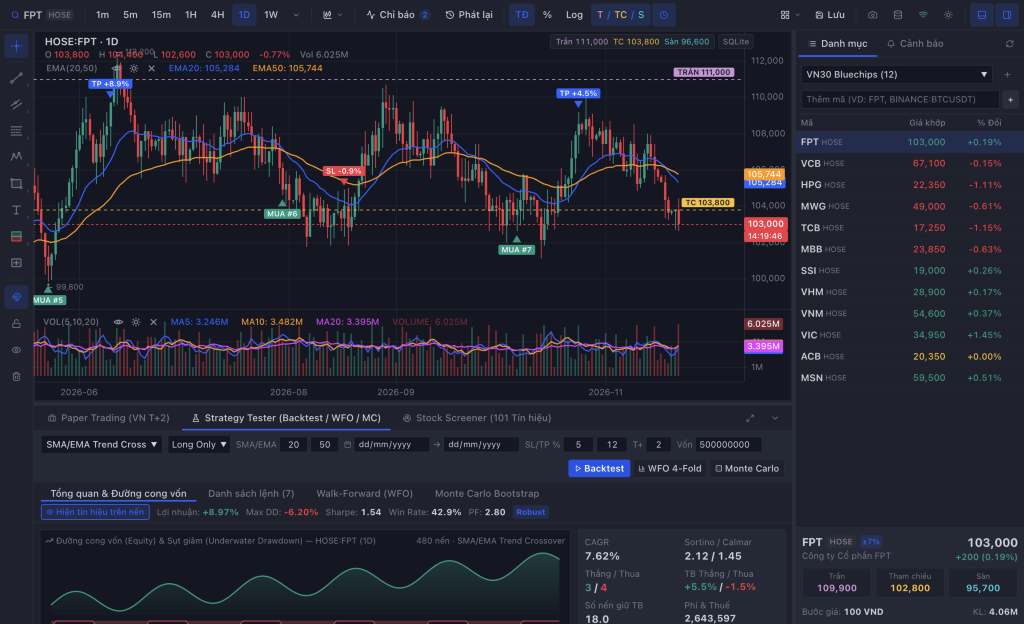 FPT HOSE 1m 5m 15m 1H 4H 1D 1W Chỉ báo 2 Phát lại TĐ % Log T / TC / S Lưu
HOSE:FPT · 1D
Trần 111,000 TC 103,800 Sàn 96,600 SQLite
O 103,800 H 104,400 L 102,600 C 103,000 -0.77% Vol 6.025M
EMA(20,50) EMA20: 105,284 EMA50: 105,744
TRẦN 111,000
TP +8.9%
TP +4.5%
SL -0.9%
MUA #6
MUA #7
99,800
MUA #5
112,000
110,000
108,000
105,744
105,284
104,000
TC 103,800
103,000
14:19:46
102,000
100,000
VOL(5,10,20) MA5: 3.246M MA10: 3.482M MA20: 3.395M VOLUME: 6.025M
6.025M
3.395M
1M
2026-06 2026-08 2026-09 2026-11
Danh mục Cảnh báo
VN30 Bluechips (12) ▼ +
Thêm mã (VD: FPT, BINANCE:BTCUSDT) +
Mã Giá khớp % Đổi
FPT HOSE 103,000 +0.19%
VCB HOSE 67,100 -0.15%
HPG HOSE 22,350 -1.11%
MWG HOSE 49,000 -0.61%
TCB HOSE 17,250 -1.15%
MBB HOSE 23,850 -0.63%
SSI HOSE 19,000 +0.26%
VHM HOSE 28,900 +0.17%
VNM HOSE 54,600 +0.37%
VIC HOSE 34,950 +1.45%
ACB HOSE 20,350 +0.00%
MSN HOSE 59,500 +0.51%
Paper Trading (VN T+2) Strategy Tester (Backtest / WFO / MC) Stock Screener (101 Tín hiệu)
SMA/EMA Trend Cross ▼ Long Only ▼ SMA/EMA 20 50 dd/mm/yyyy → dd/mm/yyyy SL/TP % 5 12 T+ 2 Vốn 500000000
Backtest WFO 4-Fold Monte Carlo
Tổng quan & Đường cong vốn Danh sách lệnh (7) Walk-Forward (WFO) Monte Carlo Bootstrap
Hiện tín hiệu trên nến Lợi nhuận: +8.97% Max DD: -6.20% Sharpe: 1.54 Win Rate: 42.9% PF: 2.80 Robust
Đường cong vốn (Equity) & Sụt giảm (Underwater Drawdown) — HOSE:FPT (1D) 480 nến · SMA/EMA Trend Crossover
CAGR
7.62%
Sortino / Calmar
2.12 / 1.45
Thắng / Thua
3 / 4
TB Thắng / Thua
+5.5% / -1.5%
Số nến giữ TB
18.0
Phí & Thuế
2,643,597
FPT HOSE ±7% 103,000
Công ty Cổ phần FPT +200 (0.19%)
Trần Tham chiếu Sàn
109,900 102,800 95,700
Bước giá: 100 VND KL: 4.06M